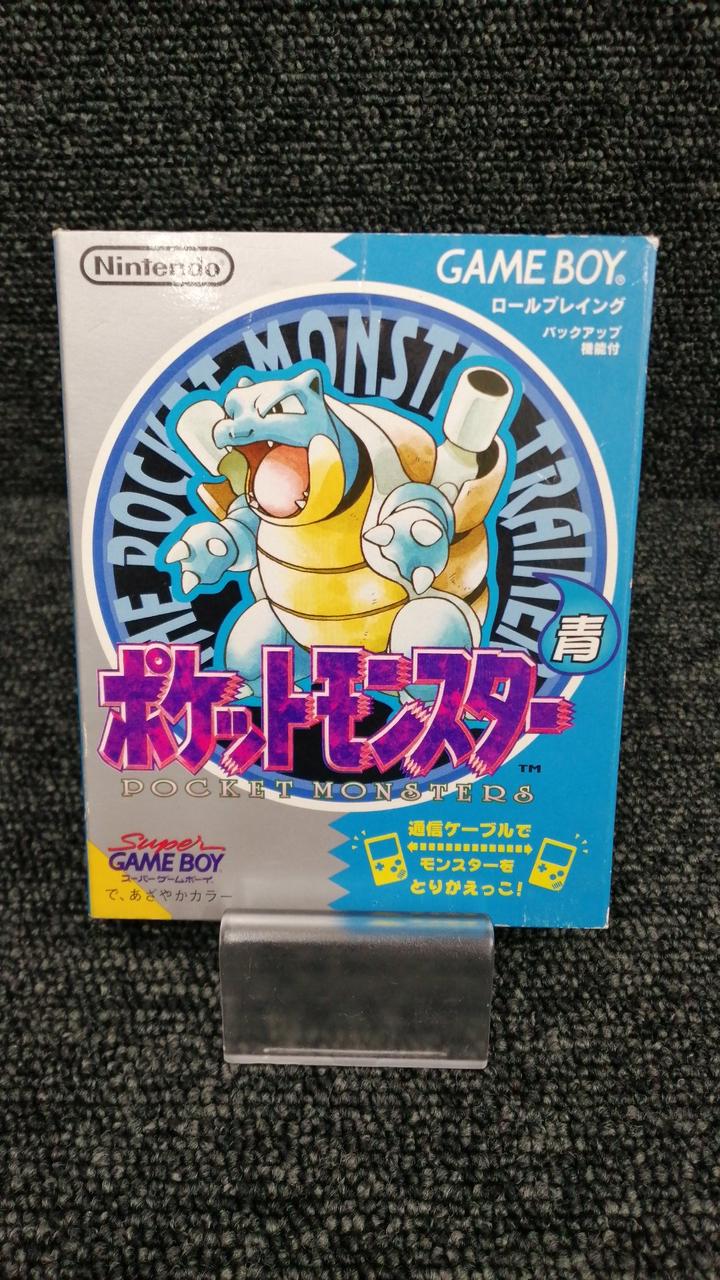 Nintendo
GAME BOY
ロールプレイング
バックアップ
機能付
THE POCKET MONSTER TRAINER
青
ポケットモンスター
TM
POCKET MONSTERS
Super
GAME BOY
スーパーゲームボーイ
で、あざやかカラー
通信ケーブルで
モンスターを
とりかえっこ!